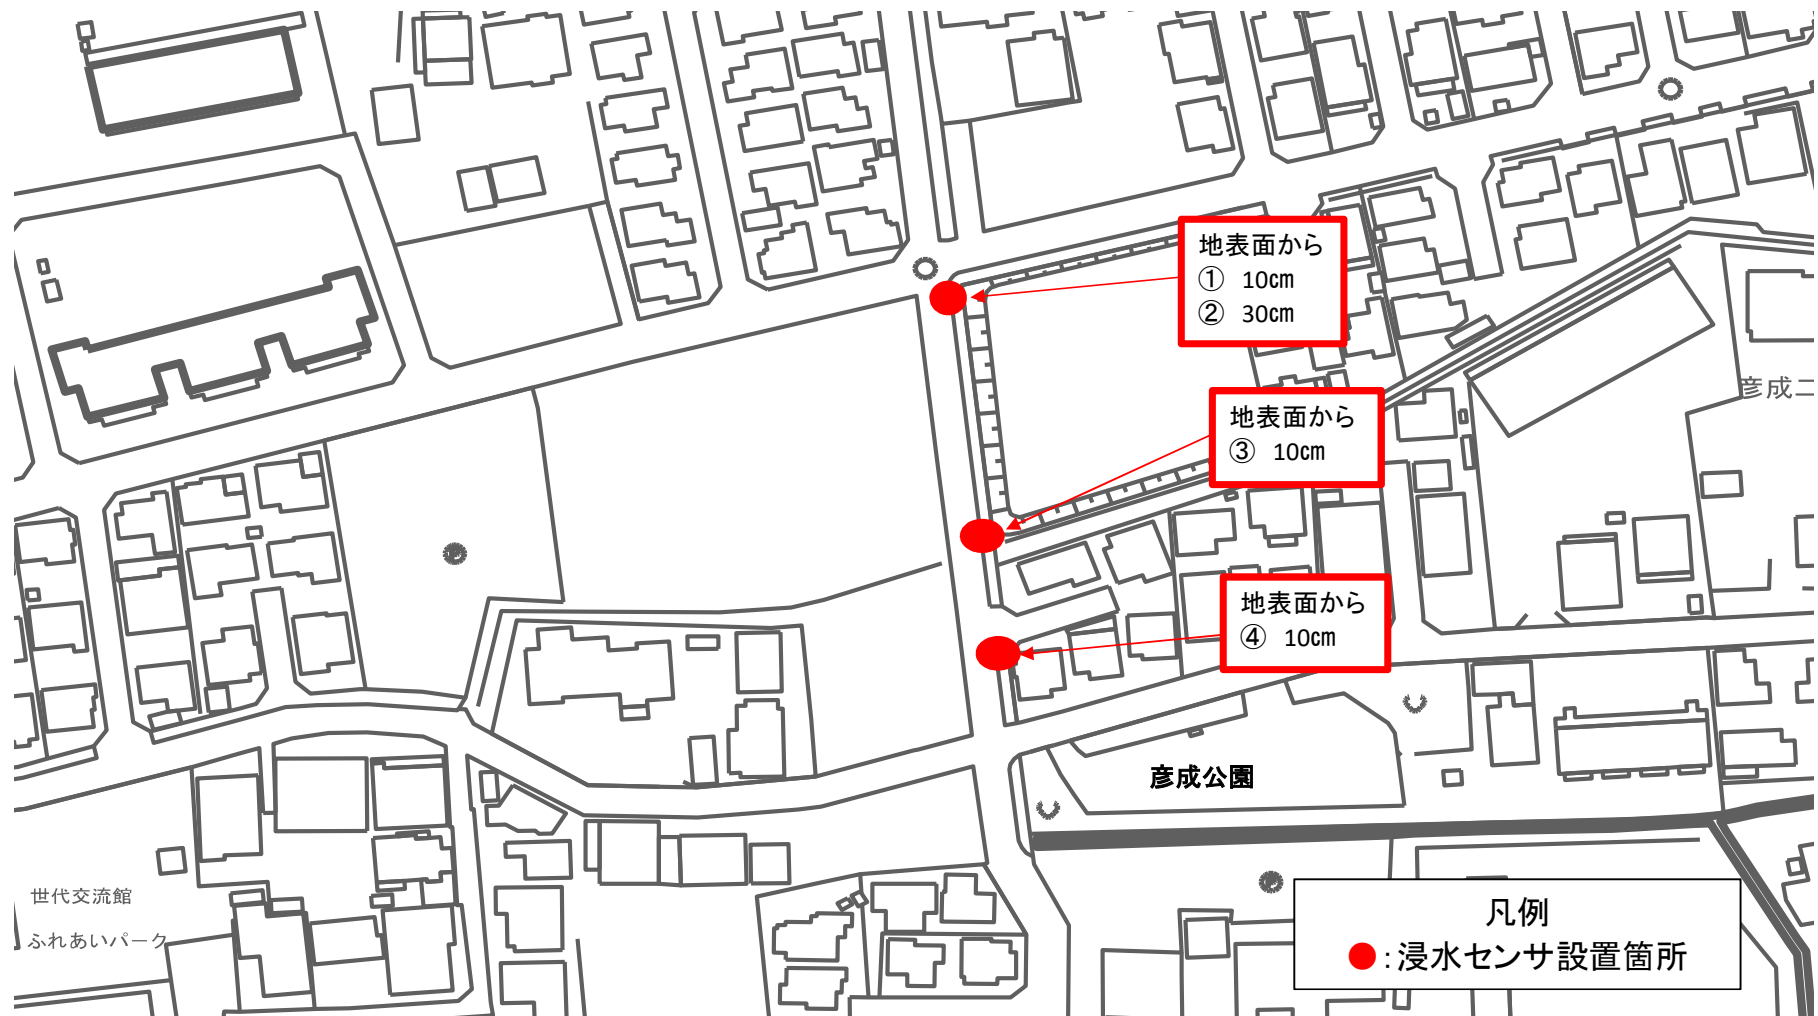 地表面から
① 10cm
② 30cm
彦成二
地表面から
③ 10cm
地表面から
④ 10cm
彦成公園
世代交流館
ふれあいパーク
凡例
●:浸水センサ設置箇所